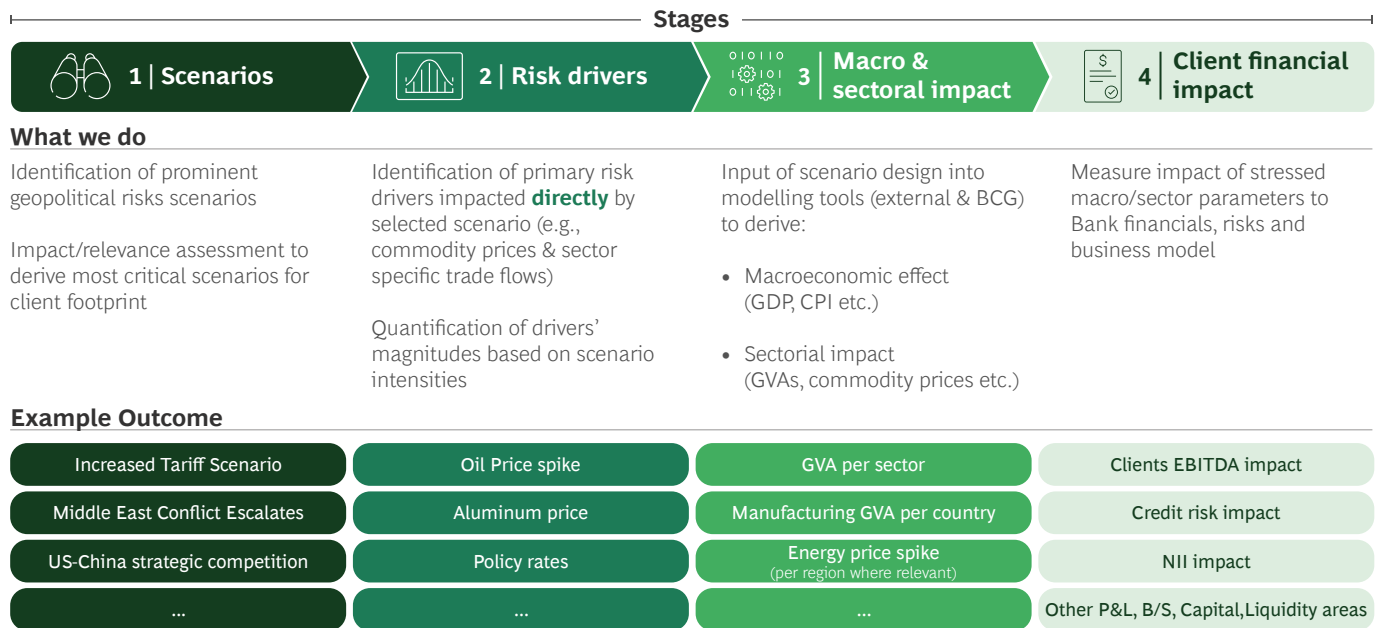 Stages
1 | Scenarios
2 | Risk drivers
010110
1 101
011 1
3 | Macro &
sectoral impact
$
4 | Client financial
impact
What we do
Identification of prominent
geopolitical risks scenarios
Impact/relevance assessment to
derive most critical scenarios for
client footprint
Identification of primary risk
drivers impacted directly by
selected scenario (e.g.,
commodity prices & sector
specific trade flows)
Quantification of drivers’
magnitudes based on scenario
intensities
Input of scenario design into
modelling tools (external & BCG)
to derive:
• Macroeconomic effect
(GDP, CPI etc.)
• Sectorial impact
(GVAs, commodity prices etc.)
Measure impact of stressed
macro/sector parameters to
Bank financials, risks and
business model
Example Outcome
Increased Tariff Scenario
Middle East Conflict Escalates
US-China strategic competition
...
Oil Price spike
Aluminum price
Policy rates
...
GVA per sector
Manufacturing GVA per country
Energy price spike
(per region where relevant)
...
Clients EBITDA impact
Credit risk impact
NII impact
Other P&L, B/S, Capital,Liquidity areas